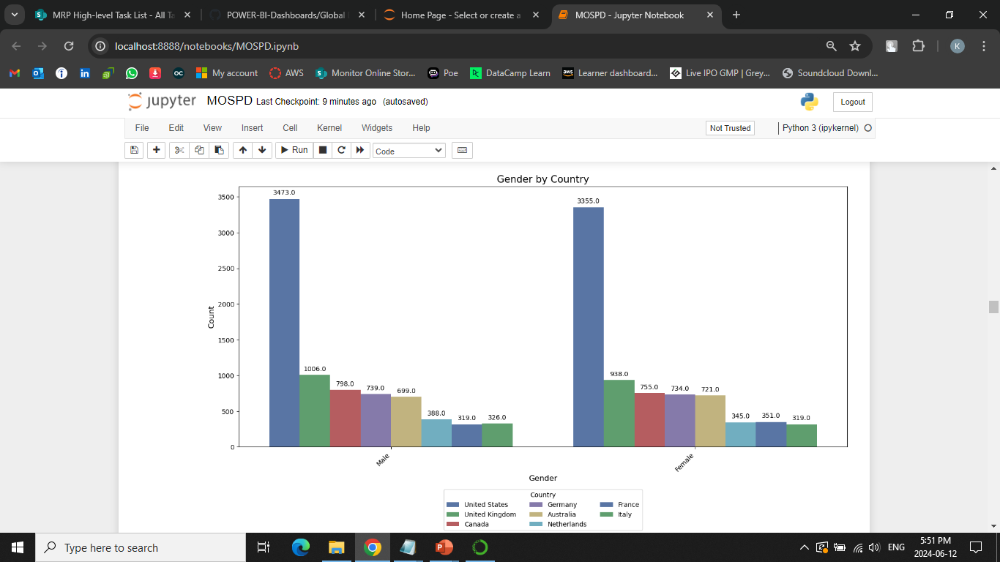 MRP High-level Task List - All Ta
POWER-BI-Dashboards/Global
Home Page - Select or create a
MOSPD - Jupyter Notebook
localhost:8888/notebooks/MOSPD.ipynb
K
My account
AWS
Monitor Online Stor...
Poe
DataCamp Learn
Learner dashboard...
Live IPO GMP | Grey...
Soundcloud Downl...
jupyter MOSPD Last Checkpoint: 9 minutes ago (autosaved)
Logout
File Edit View Insert Cell Kernel Widgets Help
Not Trusted
Python 3 (ipykernel)
Run
Code
Gender by Country
3473.0
3355.0
3500
3000
2500
2000
1500
1000
500
0
Count
1006.0 798.0 739.0 699.0 388.0 319.0 326.0
938.0 755.0 734.0 721.0 345.0 351.0 319.0
Male
Female
Gender
Country
United States Germany France
United Kingdom Australia Italy
Canada Netherlands
Type here to search
ENG
5:51 PM
2024-06-12